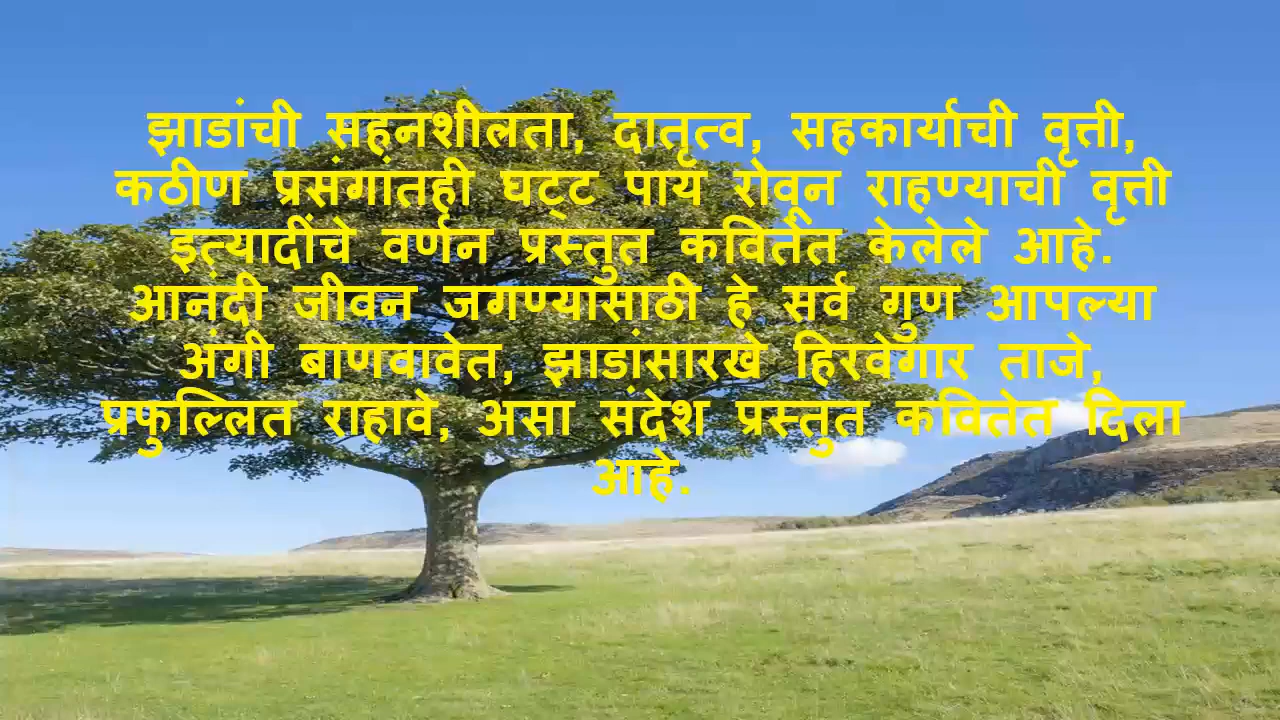 झाडांची सहनशीलता, दातृत्व, सहकार्याची वृत्ती,
कठीण प्रसंगांतही घट्ट पाय रोवून राहण्याची वृत्ती
इत्यादींचे वर्णन प्रस्तुत कवितेत केलेले आहे.
आनंदी जीवन जगण्यासाठी हे सर्व गुण आपल्या
अंगी बाणवावेत, झाडांसारखे हिरवेगार ताजे,
प्रफुल्लित राहावे, असा संदेश प्रस्तुत कवितेत दिला
आहे.